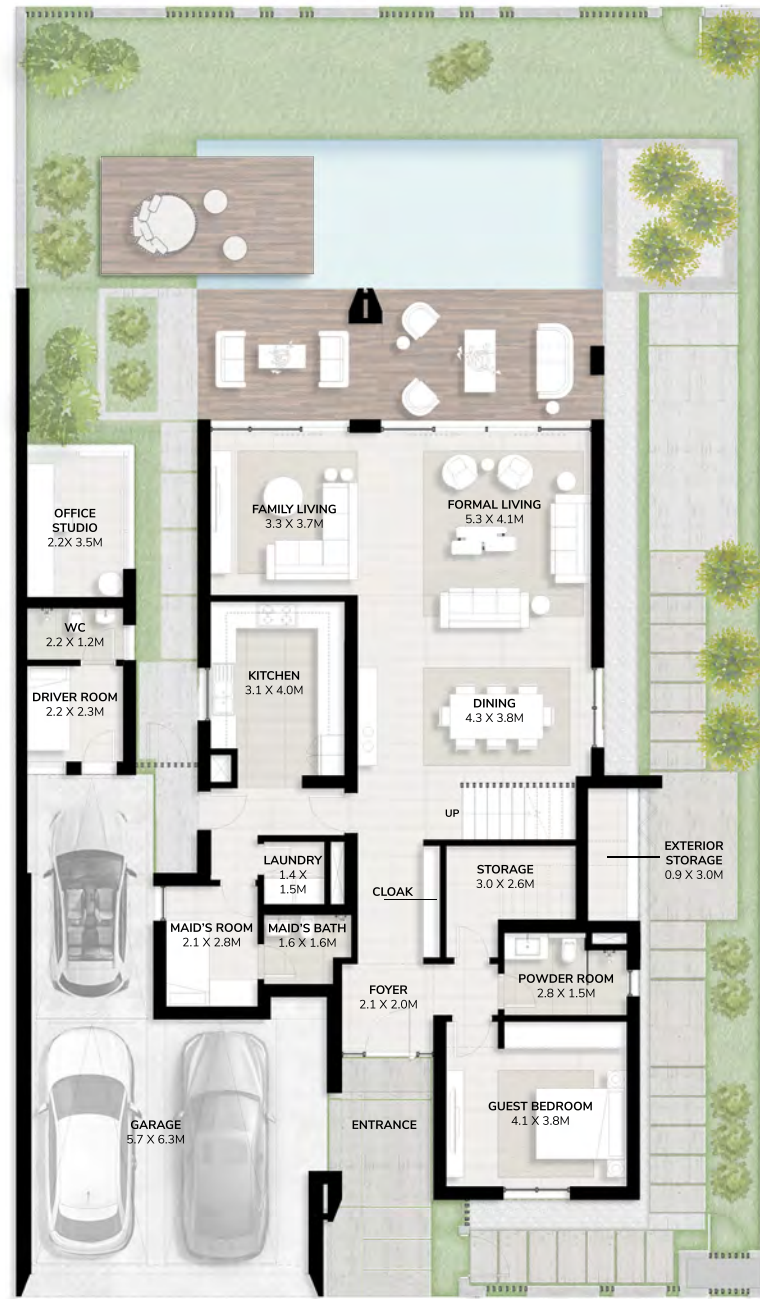 OFFICE
STUDIO
2.2X 3.5M
FAMILY LIVING
3.3 X 3.7M
FORMAL LIVING
5.3 X 4.1M
WC
2.2 X 1.2M
DRIVER ROOM
2.2 X 2.3M
KITCHEN
3.1 X 4.0M
DINING
4.3 X 3.8M
UP
LAUNDRY
1.4 X
1.5M
CLOAK
STORAGE
3.0 X 2.6M
EXTERIOR
STORAGE
0.9 X 3.0M
MAID'S ROOM
2.1 X 2.8M
MAID'S BATH
1.6 X 1.6M
FOYER
2.1 X 2.0M
POWDER ROOM
2.8 X 1.5M
GARAGE
5.7 X 6.3M
ENTRANCE
GUEST BEDROOM
4.1 X 3.8M